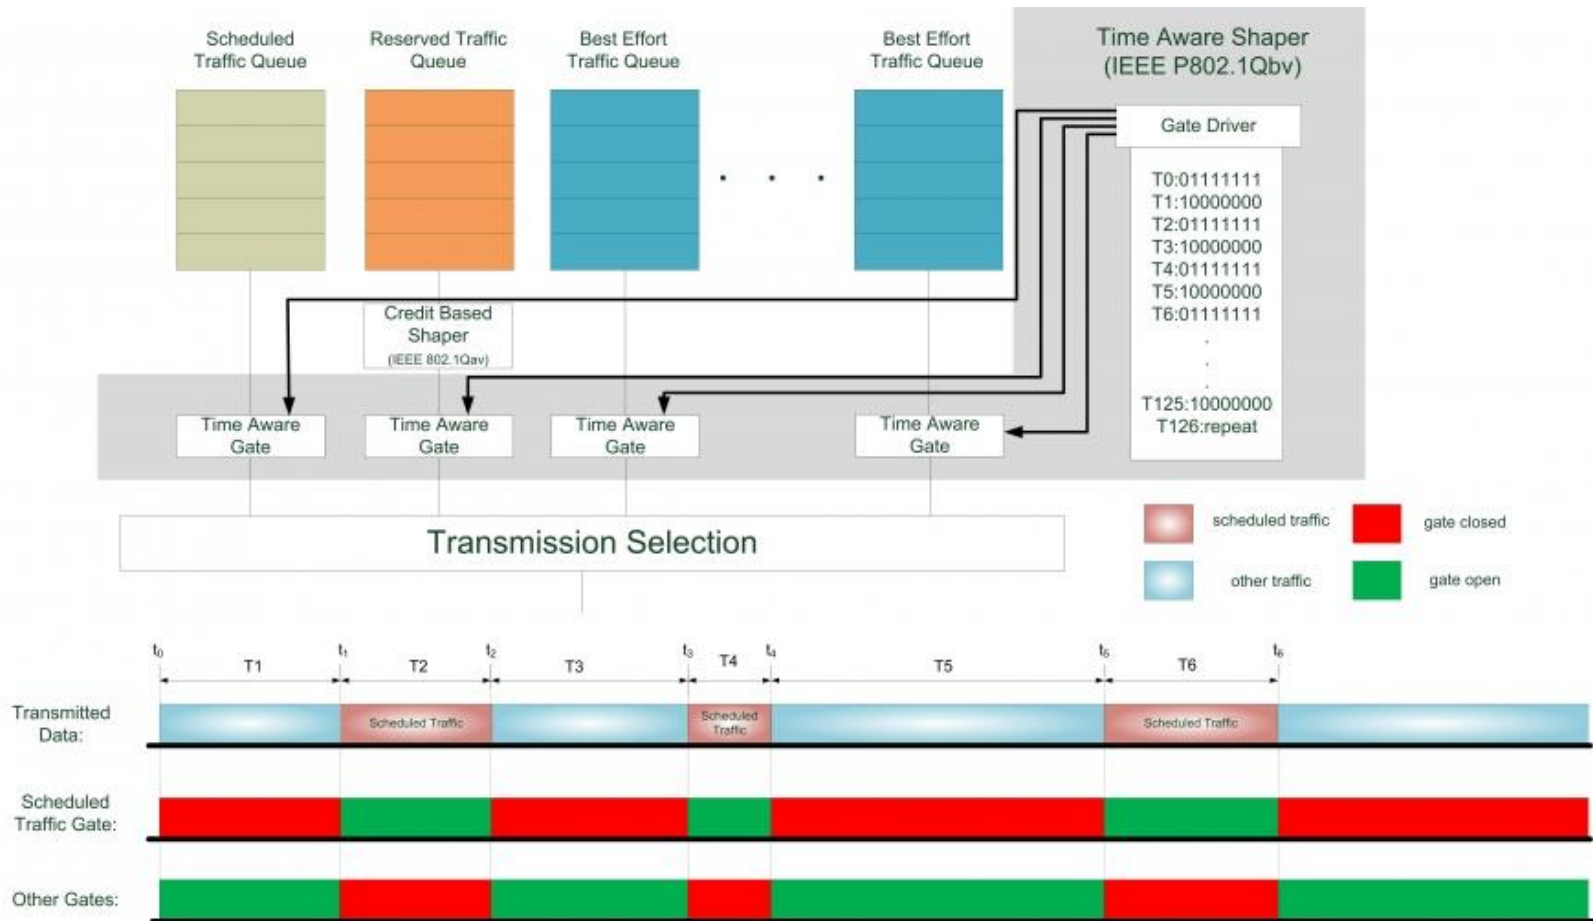 Scheduled
Traffic Queue
Reserved Traffic
Queue
Best Effort
Traffic Queue
Best Effort
Traffic Queue
Time Aware Shaper
(IEEE P802.1Qbv)
Gate Driver
T0:01111111
T1:10000000
T2:01111111
T3:10000000
T4:01111111
T5:10000000
T6:01111111
.
.
.
T125:10000000
T126:repeat
. . .
Credit Based
Shaper
(IEEE 802.1Qav)
Time Aware
Gate
Time Aware
Gate
Time Aware
Gate
Time Aware
Gate
Transmission Selection
scheduled traffic
gate closed
other traffic
gate open
t0 T1 t1 T2 t2 T3 t3 T4 t4 T5 t5 T6 t6
Transmitted
Data:
Scheduled Traffic
Scheduled
Traffic
Scheduled Traffic
Scheduled
Traffic Gate:
Other Gates: